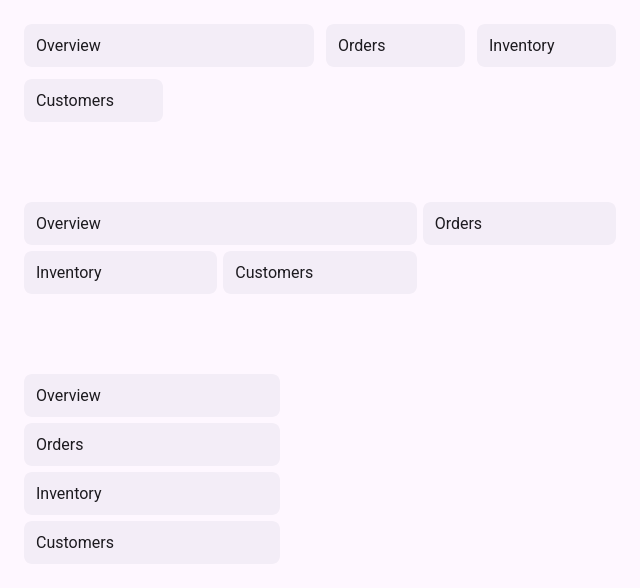 Overview Orders Inventory
Customers
Overview Orders
Inventory Customers
Overview
Orders
Inventory
Customers